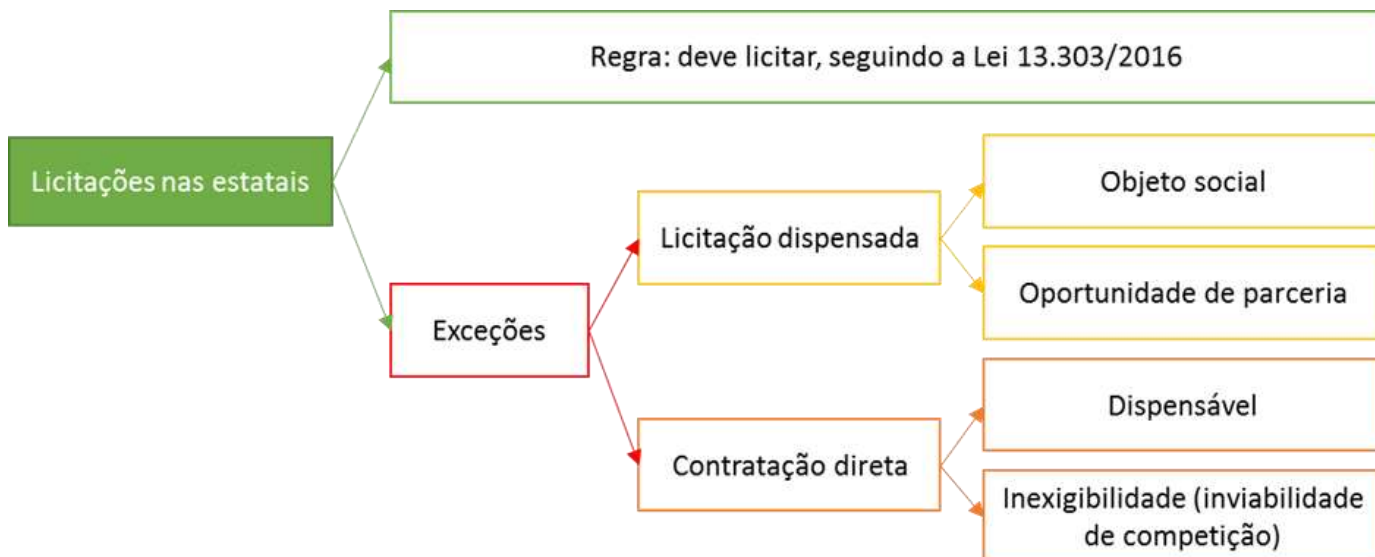 Regra: deve licitar, seguindo a Lei 13.303/2016
Licitações nas estatais
Exceções
Licitação dispensada
Objeto social
Oportunidade de parceria
Contratação direta
Dispensável
Inexigibilidade (inviabilidade
de competição)